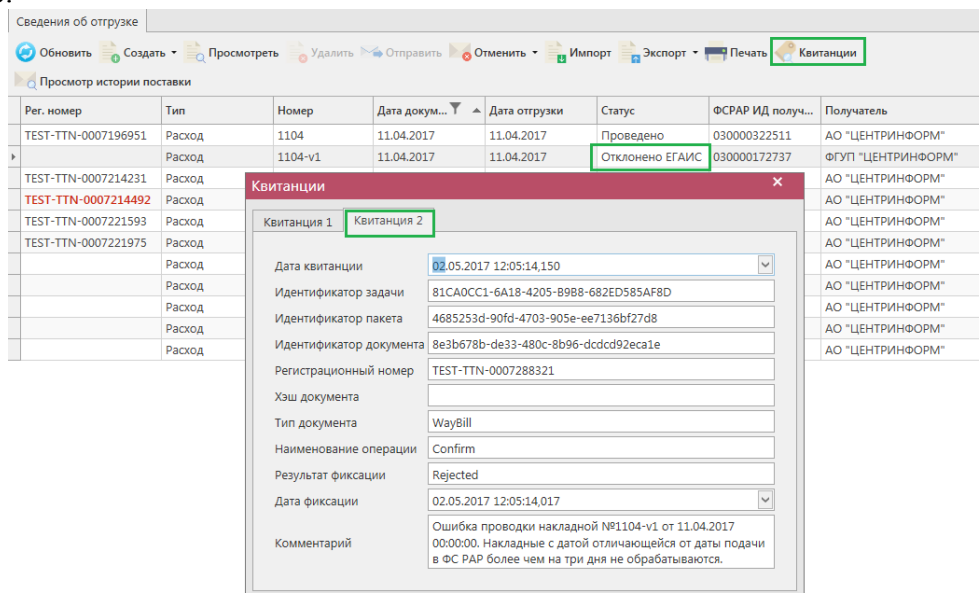 Сведения об отгрузке
Обновить Создать Просмотреть Удалить Отправить Отменить Импорт Экспорт Печать Квитанции
Просмотр истории поставки
Рег. номер Тип Номер Дата докум... Дата отгрузки Статус ФСРАР ИД получ... Получатель
TEST-TTN-0007196951 Расход 1104 11.04.2017 11.04.2017 Проведено 030000322511 АО "ЦЕНТРИНФОРМ"
Расход 1104-v1 11.04.2017 11.04.2017 Отклонено ЕГАИС 030000172737 ФГУП "ЦЕНТРИНФОРМ"
TEST-TTN-0007214231 Расход АО "ЦЕНТРИНФОРМ"
TEST-TTN-0007214492 Расход АО "ЦЕНТРИНФОРМ"
TEST-TTN-0007221593 Расход АО "ЦЕНТРИНФОРМ"
TEST-TTN-0007221975 Расход АО "ЦЕНТРИНФОРМ"
Расход АО "ЦЕНТРИНФОРМ"
Расход АО "ЦЕНТРИНФОРМ"
Расход АО "ЦЕНТРИНФОРМ"
Расход АО "ЦЕНТРИНФОРМ"
Расход АО "ЦЕНТРИНФОРМ"
Квитанции
Квитанция 1 Квитанция 2
Дата квитанции 02.05.2017 12:05:14,150
Идентификатор задачи 81CA0CC1-6A18-4205-B9B8-682ED585AF8D
Идентификатор пакета 4685253d-90fd-4703-905e-ee7136bf27d8
Идентификатор документа 8e3b678b-de33-480c-8b96-dcdcd92eca1e
Регистрационный номер TEST-TTN-0007288321
Хэш документа
Тип документа WayBill
Наименование операции Confirm
Результат фиксации Rejected
Дата фиксации 02.05.2017 12:05:14,017
Комментарий
Ошибка проводки накладной №1104-v1 от 11.04.2017
00:00:00. Накладные с датой отличающейся от даты подачи
в ФС РАР более чем на три дня не обрабатываются.